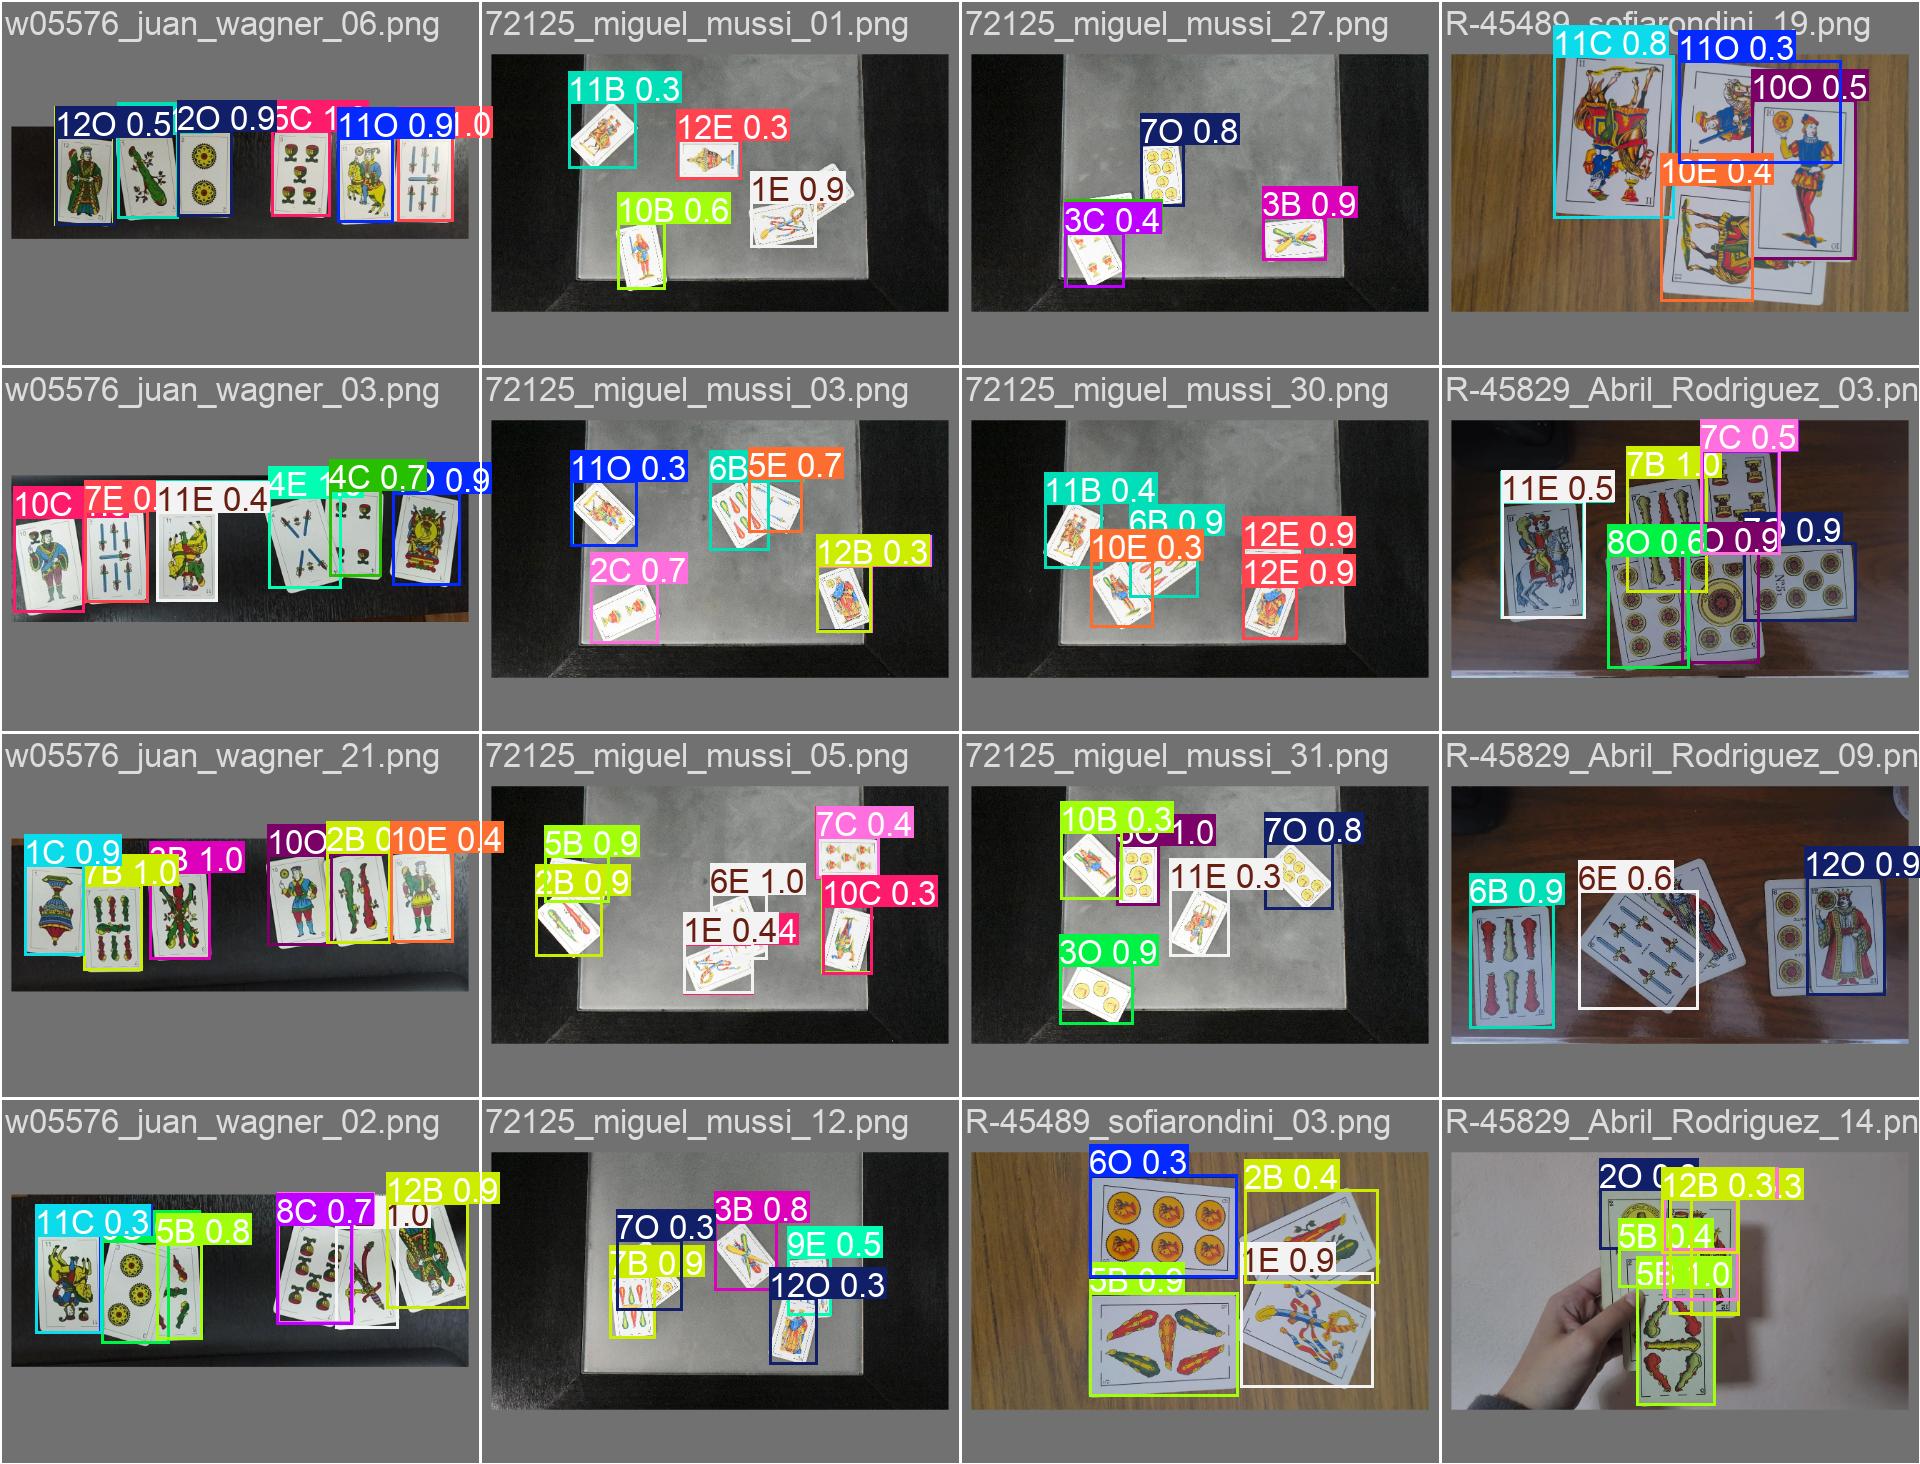 w05576_juan_wagner_06.png
12O 0.5
2O 0.9
5C 1.0
11O 0.9
1.0
72125_miguel_mussi_01.png
11B 0.3
12E 0.3
1E 0.9
10B 0.6
72125_miguel_mussi_27.png
7O 0.8
3C 0.4
3B 0.9
R-45489_sofiarondini_19.png
11C 0.8
11O 0.3
10O 0.5
10E 0.4
w05576_juan_wagner_03.png
10C
7E 0.
11E 0.4
4E
4C 0.7
0.9
72125_miguel_mussi_03.png
11O 0.3
6B
5E 0.7
12B 0.3
2C 0.7
72125_miguel_mussi_30.png
11B 0.4
6B 0.9
10E 0.3
12E 0.9
12E 0.9
R-45829_Abril_Rodriguez_03.pn
7C 0.5
7B 1.0
11E 0.5
7O 0.9
8O 0.6
O 0.9
w05576_juan_wagner_21.png
1C 0.9
7B 1.0
3B 1.0
10O
2B 0
10E 0.4
72125_miguel_mussi_05.png
7C 0.4
5B 0.9
2B 0.9
6E 1.0
10C 0.3
1E 0.4
4
72125_miguel_mussi_31.png
10B 0.3
1.0
7O 0.8
11E 0.3
3O 0.9
R-45829_Abril_Rodriguez_09.pn
6B 0.9
6E 0.6
12O 0.9
w05576_juan_wagner_02.png
11C 0.3
0.3
5B 0.8
8C 0.7
1.0
12B 0.9
72125_miguel_mussi_12.png
7O 0.3
3B 0.8
7B 0.9
9E 0.5
12O 0.3
R-45489_sofiarondini_03.png
6O 0.3
2B 0.4
1E 0.9
5B 0.9
R-45829_Abril_Rodriguez_14.pn
2O
12B 0.3
.3
5B 0.4
5B 1.0